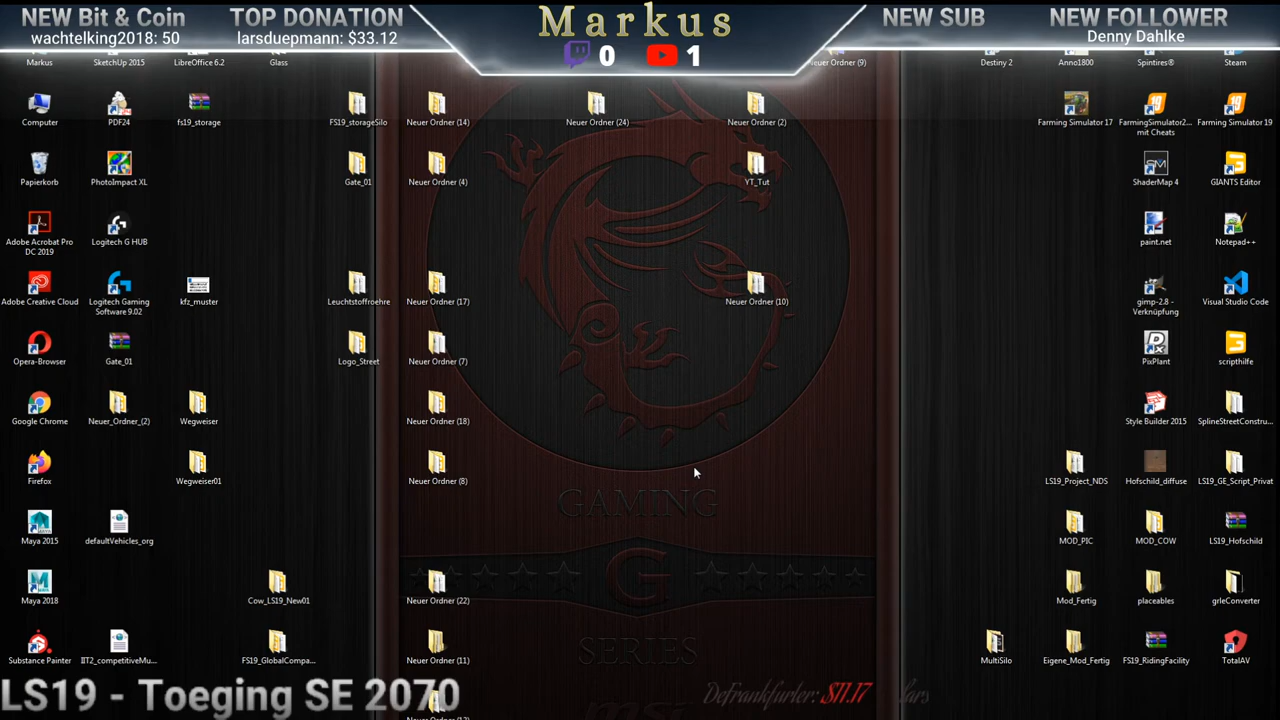 NEW Bit & Coin
wachtelking2018: 50
TOP DONATION
larsduepmann: $33.12
Markus
0
1
NEW SUB
NEW FOLLOWER
Denny Dahlke
Markus
SketchUp 2015
LibreOffice 6.2
Glass
Neuer Ordner (9)
Destiny 2
Anno1800
Spintires®
Steam
Computer
PDF24
fs19_storage
FS19_storageSilo
Neuer Ordner (14)
Neuer Ordner (24)
Neuer Ordner (2)
Farming Simulator 17
FarmingSimulator2... mit Cheats
Farming Simulator 19
Papierkorb
PhotoImpact XL
Gate_01
Neuer Ordner (4)
YT_Tut
ShaderMap 4
GIANTS Editor
Adobe Acrobat Pro DC 2019
Logitech G HUB
paint.net
Notepad++
Adobe Creative Cloud
Logitech Gaming Software 9.02
kfz_muster
Leuchtstoffroehre
Neuer Ordner (17)
Neuer Ordner (10)
gimp-2.8 - Verknüpfung
Visual Studio Code
Opera-Browser
Gate_01
Logo_Street
Neuer Ordner (7)
PixPlant
scripthilfe
Google Chrome
Neuer_Ordner_(2)
Wegweiser
Neuer Ordner (18)
Style Builder 2015
SplineStreetConstru...
Firefox
Wegweiser01
Neuer Ordner (8)
LS19_Project_NDS
Hofschild_diffuse
LS19_GE_Script_Privat
GAMING
Maya 2015
defaultVehicles_org
MOD_PIC
MOD_COW
LS19_Hofschild
G
Maya 2018
Cow_LS19_New01
Neuer Ordner (22)
Mod_Fertig
placeables
grleConverter
SERIES
Substance Painter
IIT2_competitiveMu...
FS19_GlobalCompa...
Neuer Ordner (11)
MultiSilo
Eigene_Mod_Fertig
FS19_RidingFacility
TotalAV
LS19 - Toeging SE 2070
DeFrankfurter: $11.17